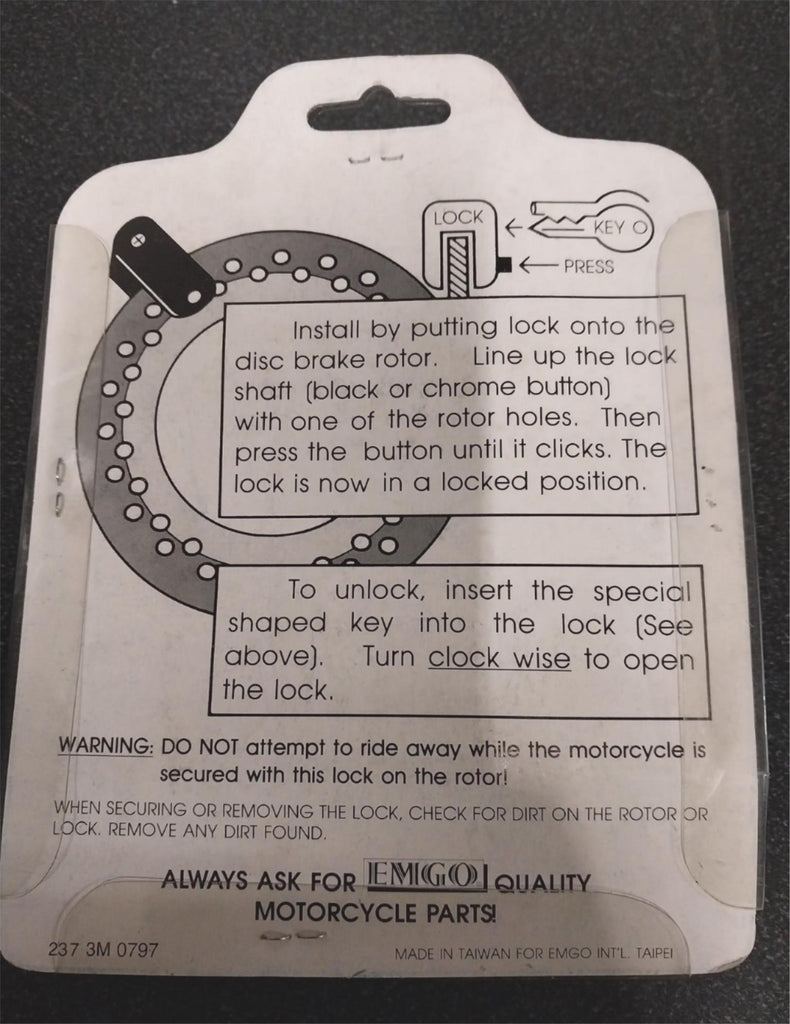 LOCK
KEY
PRESS
Install by putting lock onto the
disc brake rotor. Line up the lock
shaft (black or chrome button)
with one of the rotor holes. Then
press the button until it clicks. The
lock is now in a locked position.
To unlock, insert the special
shaped key into the lock (See
above). Turn clock wise to open
the lock.
WARNING: DO NOT attempt to ride away while the motorcycle is
secured with this lock on the rotor!
WHEN SECURING OR REMOVING THE LOCK, CHECK FOR DIRT ON THE ROTOR OR
LOCK. REMOVE ANY DIRT FOUND.
ALWAYS ASK FOR EMGO QUALITY
MOTORCYCLE PARTS!
237 3M 0797
MADE IN TAIWAN FOR EMGO INT'L. TAIPEI